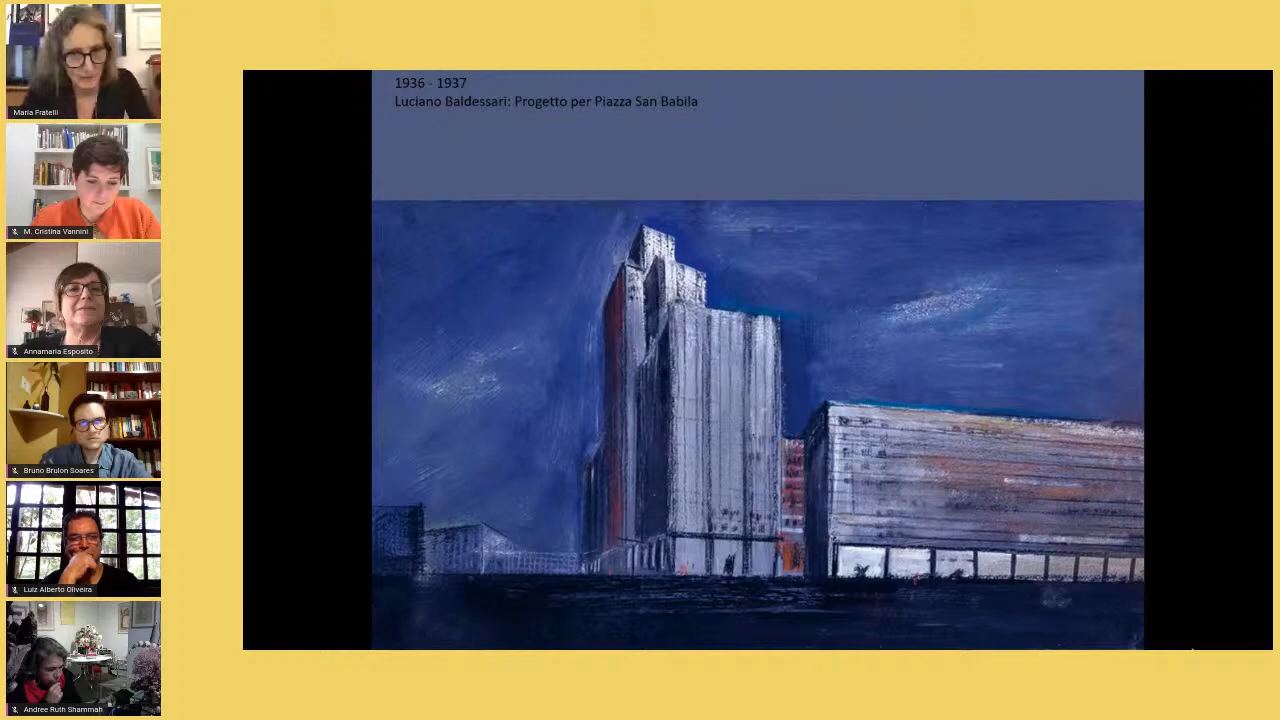 Maria Fratelli
M. Cristina Vannini
Annamaria Esposito
Bruno Brulon Soares
Luiz Alberto Oliveira
Andree Ruth Shammah
1936 - 1937
Luciano Baldessari: Progetto per Piazza San Babila